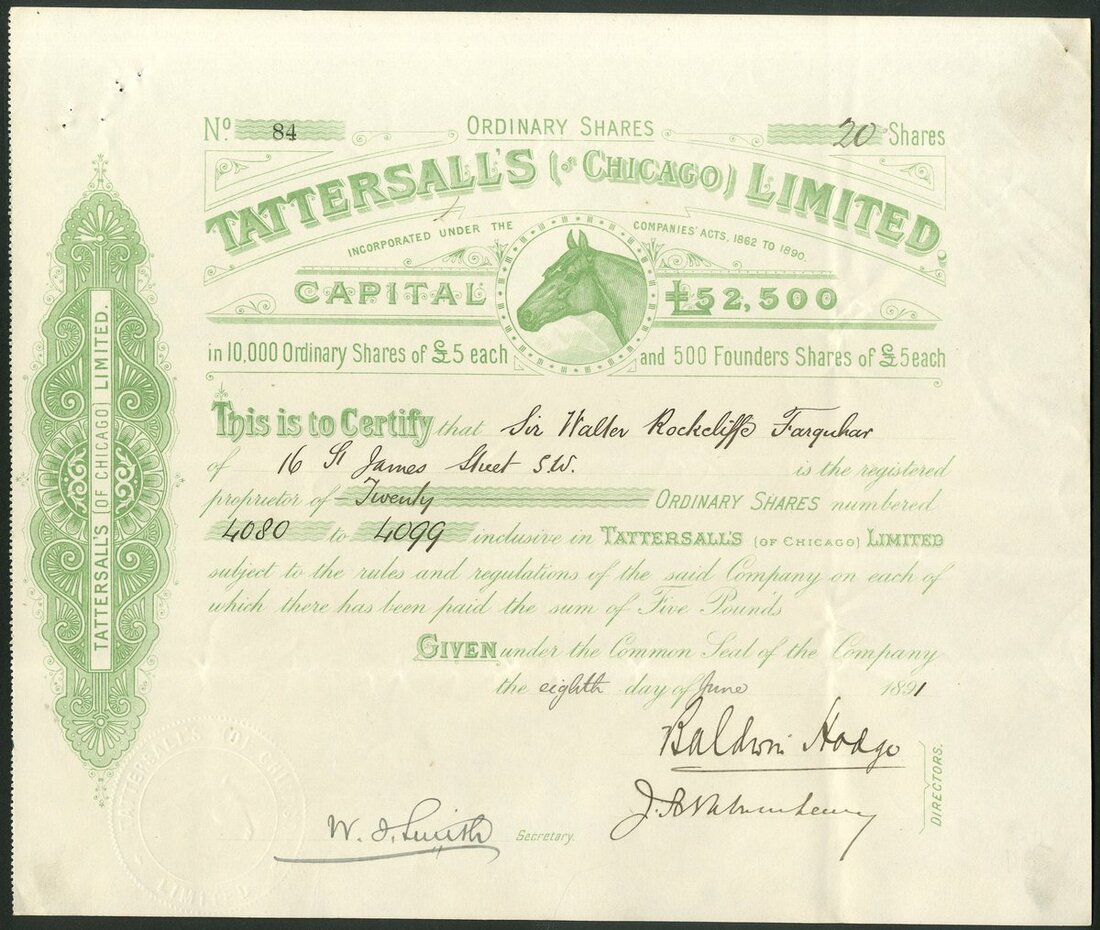 No 84 ORDINARY SHARES 20 Shares
TATTERSALL'S (OF CHICAGO) LIMITED
INCORPORATED UNDER THE COMPANIES' ACTS, 1862 TO 1890.
CAPITAL £52,500
in 10,000 Ordinary Shares of £5 each and 500 Founders Shares of £5 each
This is to Certify that Sir Walter Rockcliffe Farquhar
of 16 St James Street S.W. is the registered
proprietor of Twenty ORDINARY SHARES numbered
4080 to 4099 inclusive in TATTERSALL'S (OF CHICAGO) LIMITED
subject to the rules and regulations of the said Company on each of
which there has been paid the sum of Five Pounds
GIVEN under the Common Seal of the Company
the eighth day of June 1891
Baldwin Hodge
DIRECTORS.
W. J. Smith Secretary.
TATTERSALL'S (OF CHICAGO) LIMITED.
TATTERSALL'S (OF CHI
LIMITED